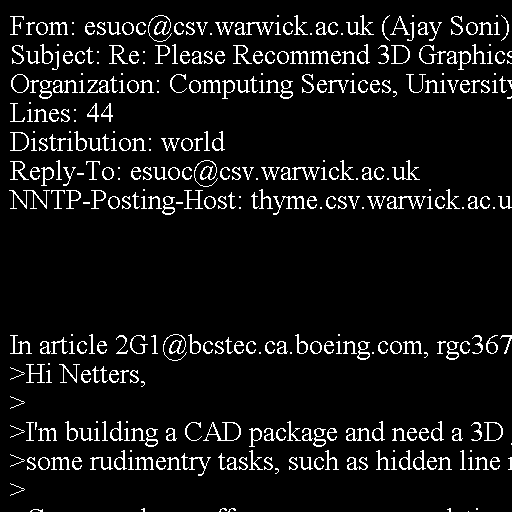 From: esuoc@csv.warwick.ac.uk (Ajay Soni)
Subject: Re: Please Recommend 3D Graphics
Organization: Computing Services, University
Lines: 44
Distribution: world
Reply-To: esuoc@csv.warwick.ac.uk
NNTP-Posting-Host: thyme.csv.warwick.ac.u
In article 2G1@bcstec.ca.boeing.com, rgc367
>Hi Netters,
>
>I'm building a CAD package and need a 3D
>some rudimentry tasks, such as hidden line
>